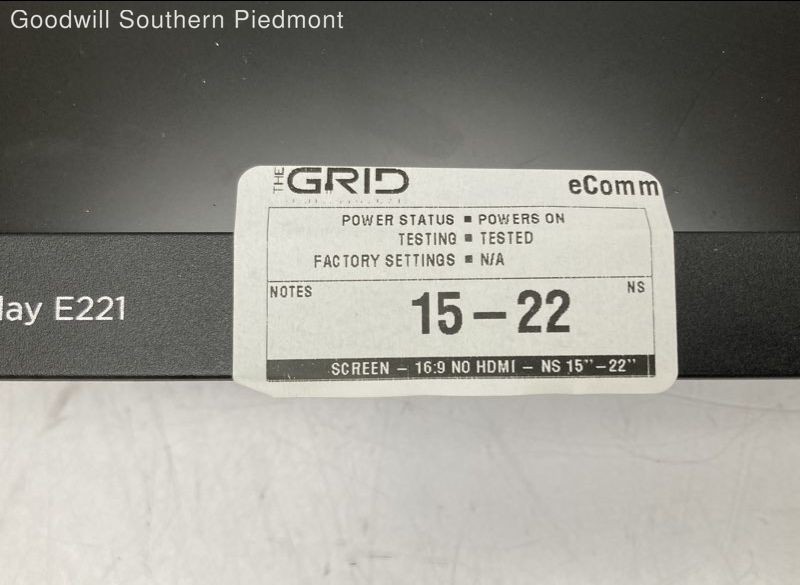 Goodwill Southern Piedmont
THE GRID
eComm
POWER STATUS ▪ POWERS ON
TESTING ▪ TESTED
FACTORY SETTINGS ▪ N/A
NOTES
NS
15 – 22
SCREEN – 16:9 NO HDMI – NS 15”–22”
lay E221